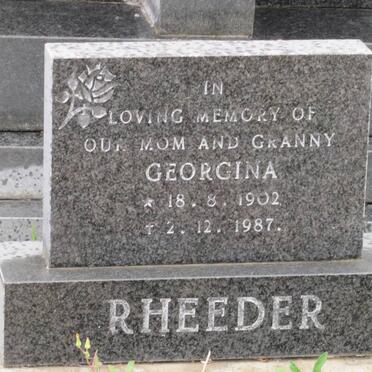 IN
LOVING MEMORY OF
OUR MOM AND GRANNY
GEORGINA
★ 18. 8. 1902
† 2. 12. 1987.
RHEEDER